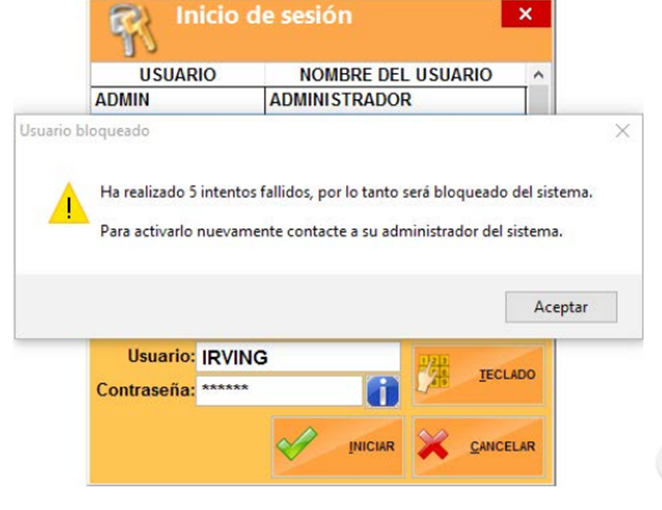 Inicio de sesión
USUARIO NOMBRE DEL USUARIO
ADMIN ADMINISTRADOR
Usuario bloqueado
Ha realizado 5 intentos fallidos, por lo tanto será bloqueado del sistema.
Para activarlo nuevamente contacte a su administrador del sistema.
Aceptar
Usuario: IRVING
Contraseña: ******
TECLADO
INICIAR
CANCELAR